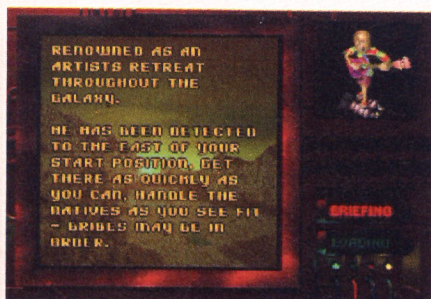 RENOWNED AS AN
ARTISTS RETREAT
THROUGHOUT THE
GALAXY.
HE HAS BEEN DETECTED
TO THE EAST OF YOUR
START POSITION. GET
THERE AS QUICKLY AS
YOU CAN, HANDLE THE
NATIVES AS YOU SEE FIT
- BRIBES MAY BE IN
ORDER.
BRIEFING
LOADING